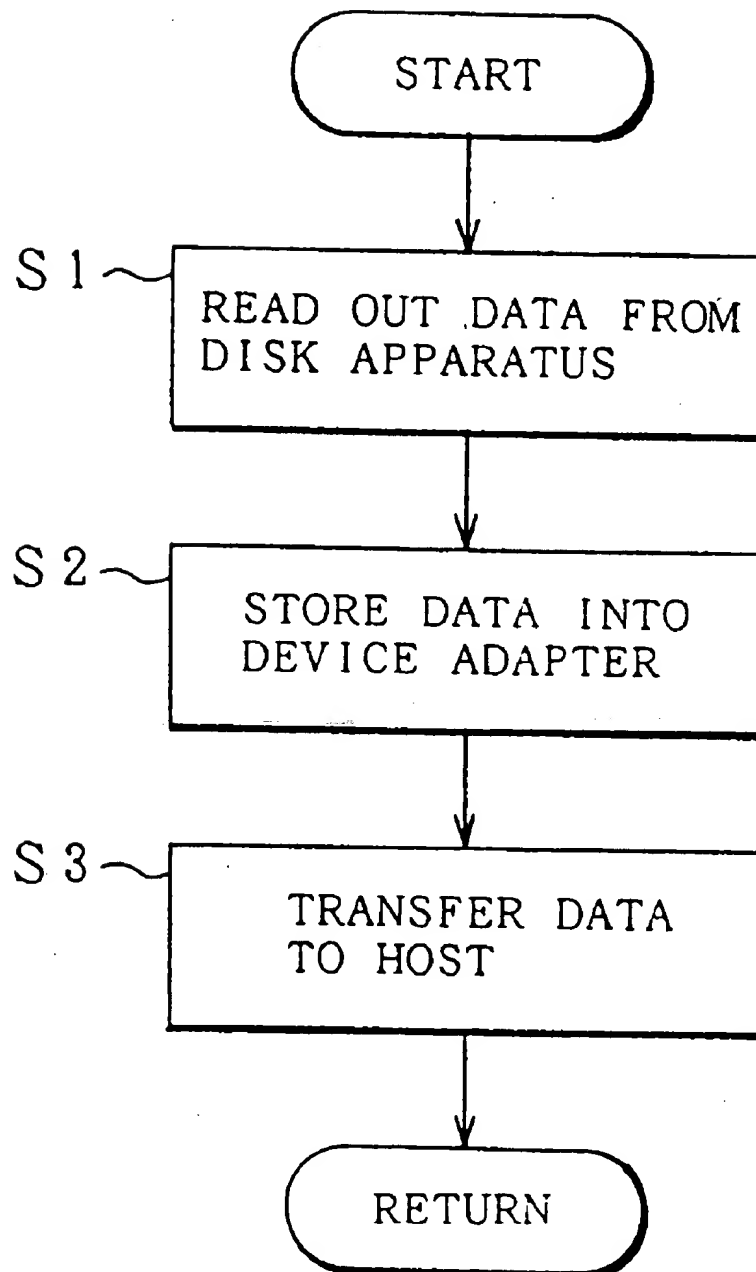 START
S1
READ OUT DATA FROM
DISK APPARATUS
S2
STORE DATA INTO
DEVICE ADAPTER
S3
TRANSFER DATA
TO HOST
RETURN